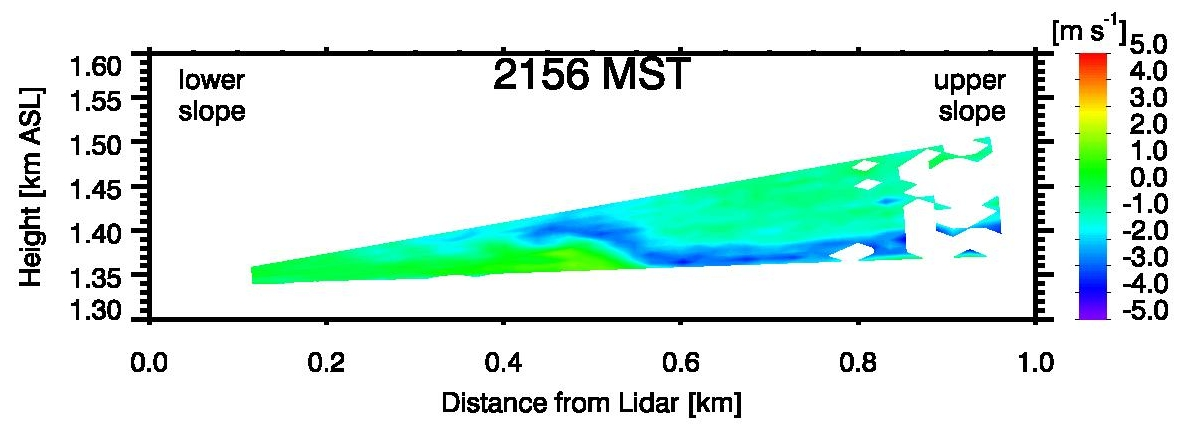 [m s⁻¹]
2156 MST
lower
slope
upper
slope
Height [km ASL]
1.60
1.55
1.50
1.45
1.40
1.35
1.30
0.0 0.2 0.4 0.6 0.8 1.0
Distance from Lidar [km]
5.0
4.0
3.0
2.0
1.0
0.0
-1.0
-2.0
-3.0
-4.0
-5.0